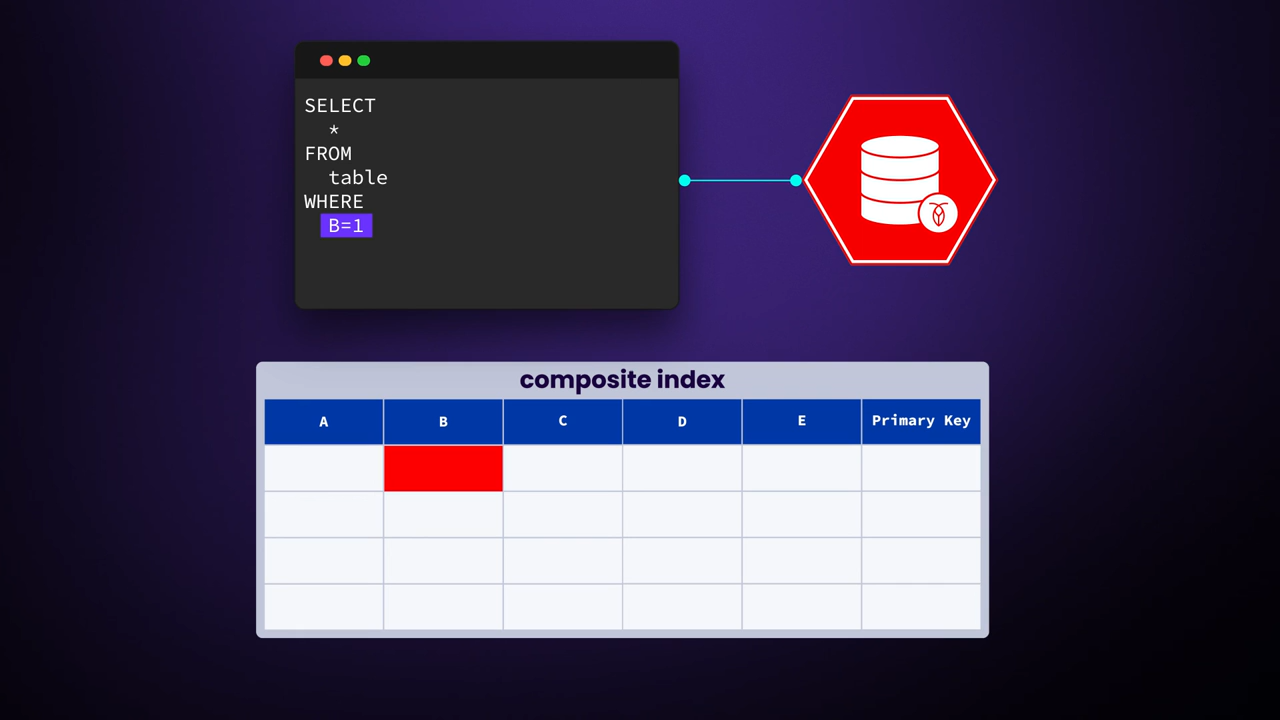 SELECT
*
FROM
table
WHERE
B=1
composite index
A B C D E Primary Key